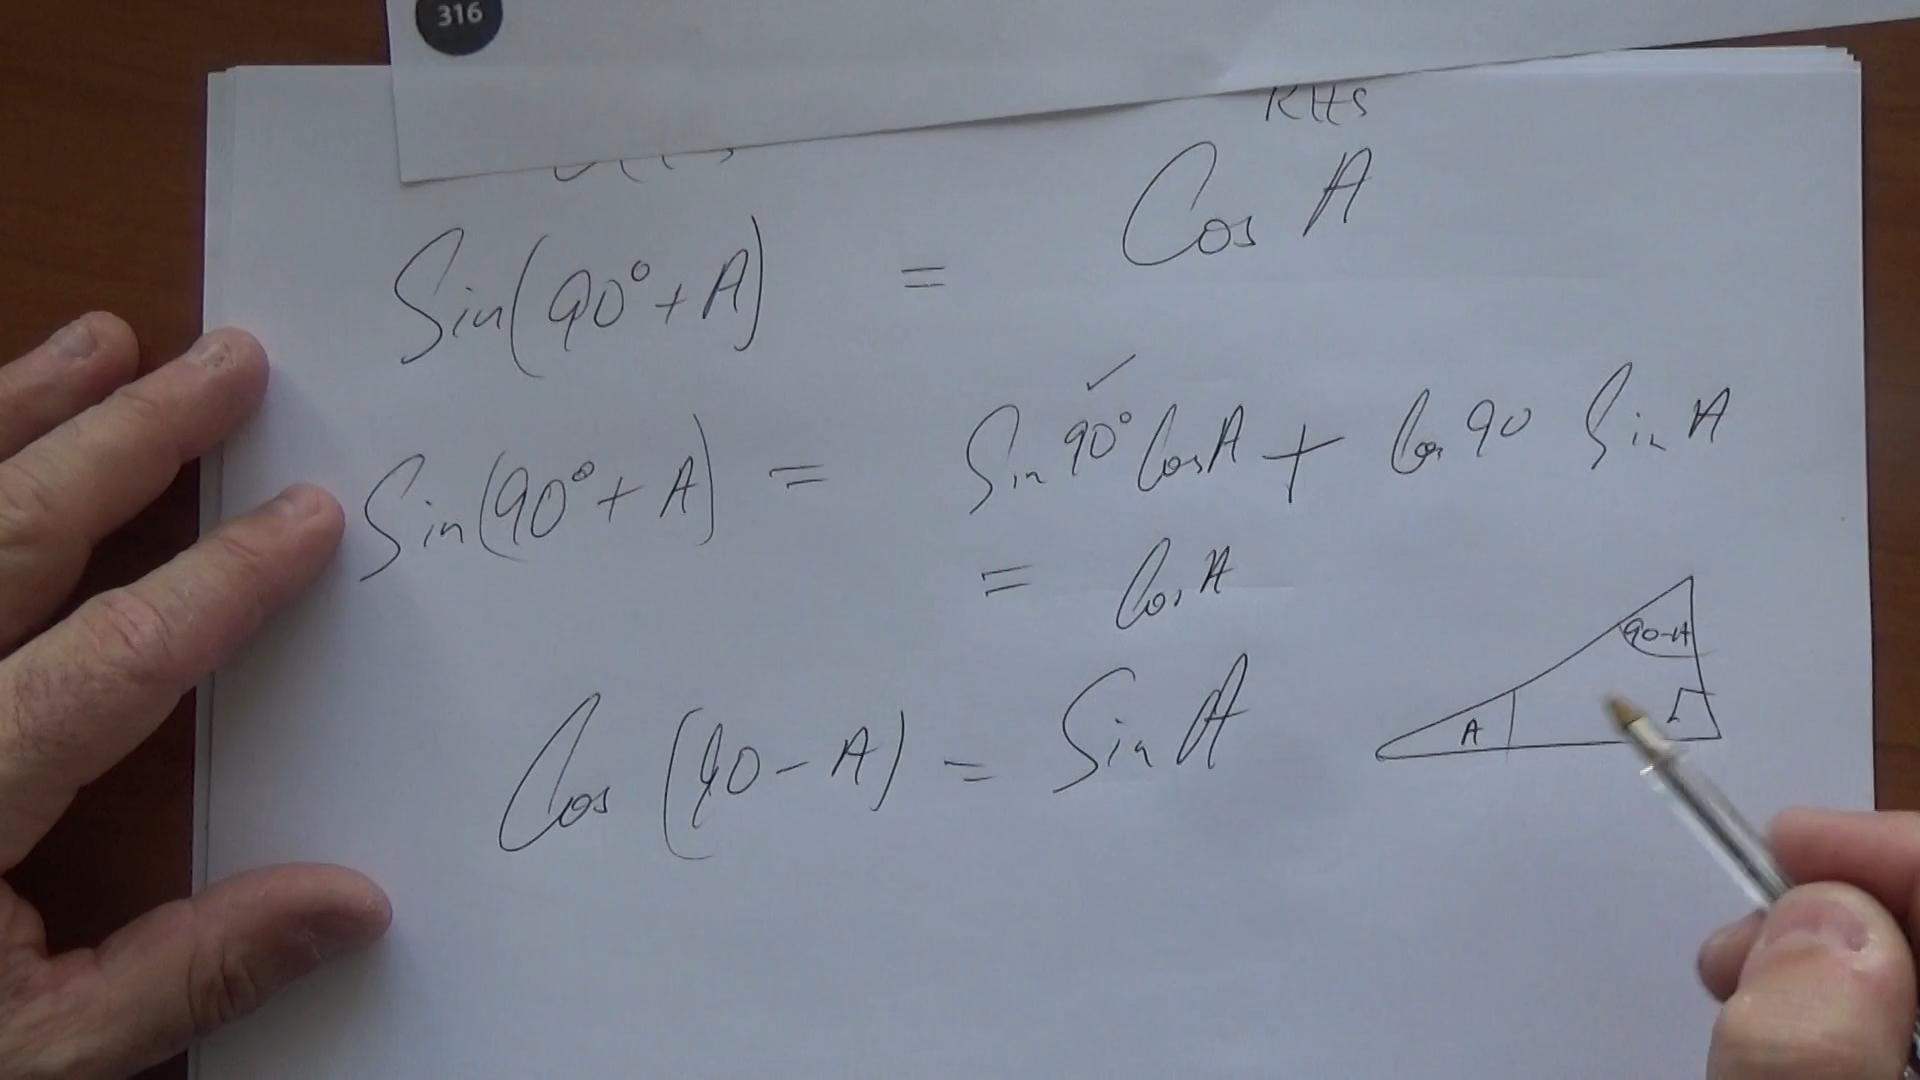 316
RHS
Sin(90°+A) = Cos A
Sin(90°+A) = Sin 90° Cos A + Cos 90 Sin A
= Cos A
90-A
Cos (90-A) = Sin A
A